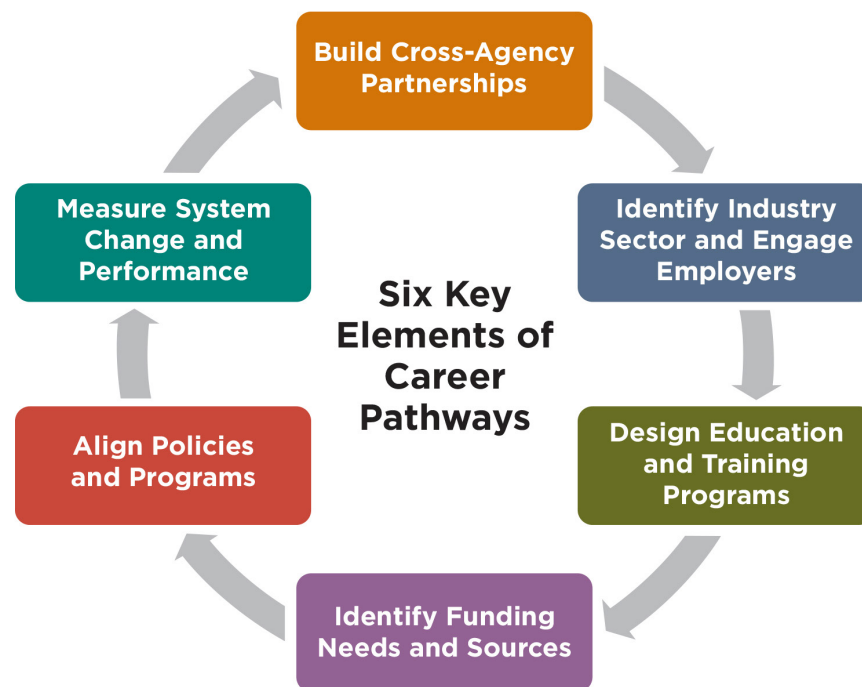 Build Cross-Agency
Partnerships
Identify Industry
Sector and Engage
Employers
Design Education
and Training
Programs
Identify Funding
Needs and Sources
Align Policies
and Programs
Measure System
Change and
Performance
Six Key
Elements of
Career
Pathways